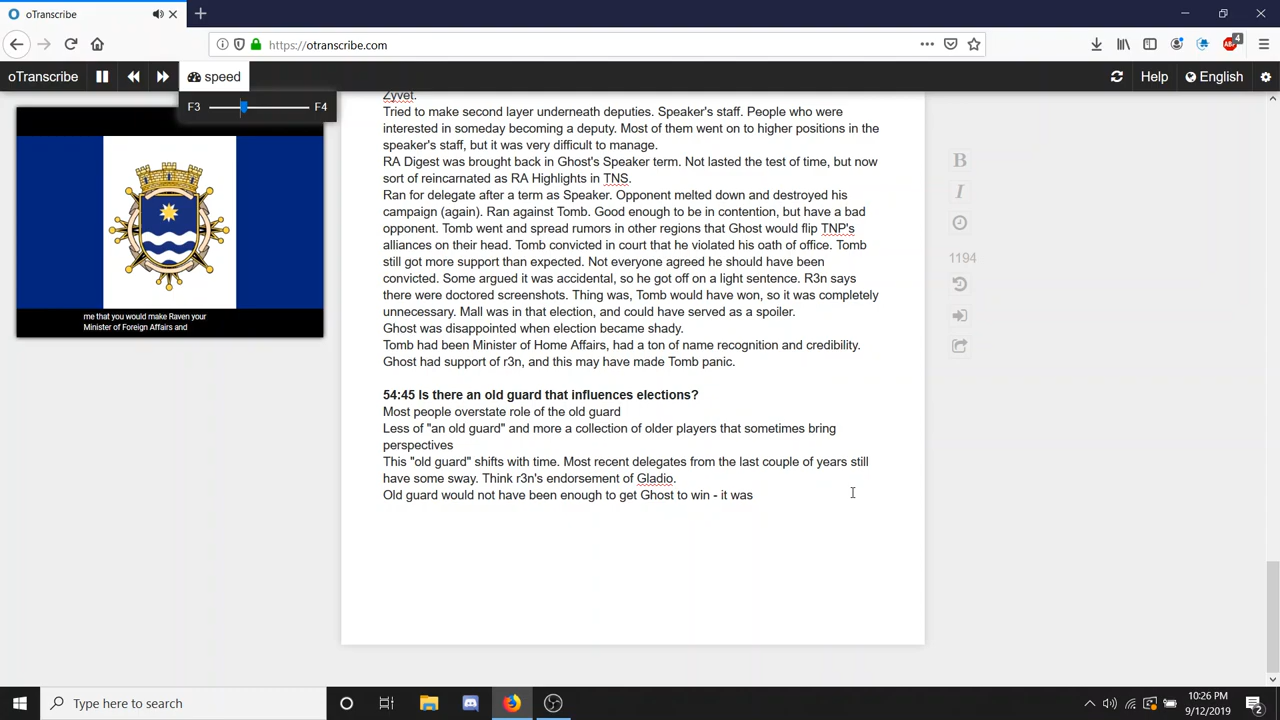 oTranscribe
https://otranscribe.com
4
oTranscribe
speed
Help
English
F3
F4
me that you would make Raven your
Minister of Foreign Affairs and
Zyvet.
Tried to make second layer underneath deputies. Speaker's staff. People who were
interested in someday becoming a deputy. Most of them went on to higher positions in the
speaker's staff, but it was very difficult to manage.
RA Digest was brought back in Ghost's Speaker term. Not lasted the test of time, but now
sort of reincarnated as RA Highlights in TNS.
Ran for delegate after a term as Speaker. Opponent melted down and destroyed his
campaign (again). Ran against Tomb. Good enough to be in contention, but have a bad
opponent. Tomb went and spread rumors in other regions that Ghost would flip TNP's
alliances on their head. Tomb convicted in court that he violated his oath of office. Tomb
still got more support than expected. Not everyone agreed he should have been
convicted. Some argued it was accidental, so he got off on a light sentence. R3n says
there were doctored screenshots. Thing was, Tomb would have won, so it was completely
unnecessary. Mall was in that election, and could have served as a spoiler.
Ghost was disappointed when election became shady.
Tomb had been Minister of Home Affairs, had a ton of name recognition and credibility.
Ghost had support of r3n, and this may have made Tomb panic.
54:45 Is there an old guard that influences elections?
Most people overstate role of the old guard
Less of "an old guard" and more a collection of older players that sometimes bring
perspectives
This "old guard" shifts with time. Most recent delegates from the last couple of years still
have some sway. Think r3n's endorsement of Gladio.
Old guard would not have been enough to get Ghost to win - it was
B
I
1194
Type here to search
10:26 PM
9/12/2019
2